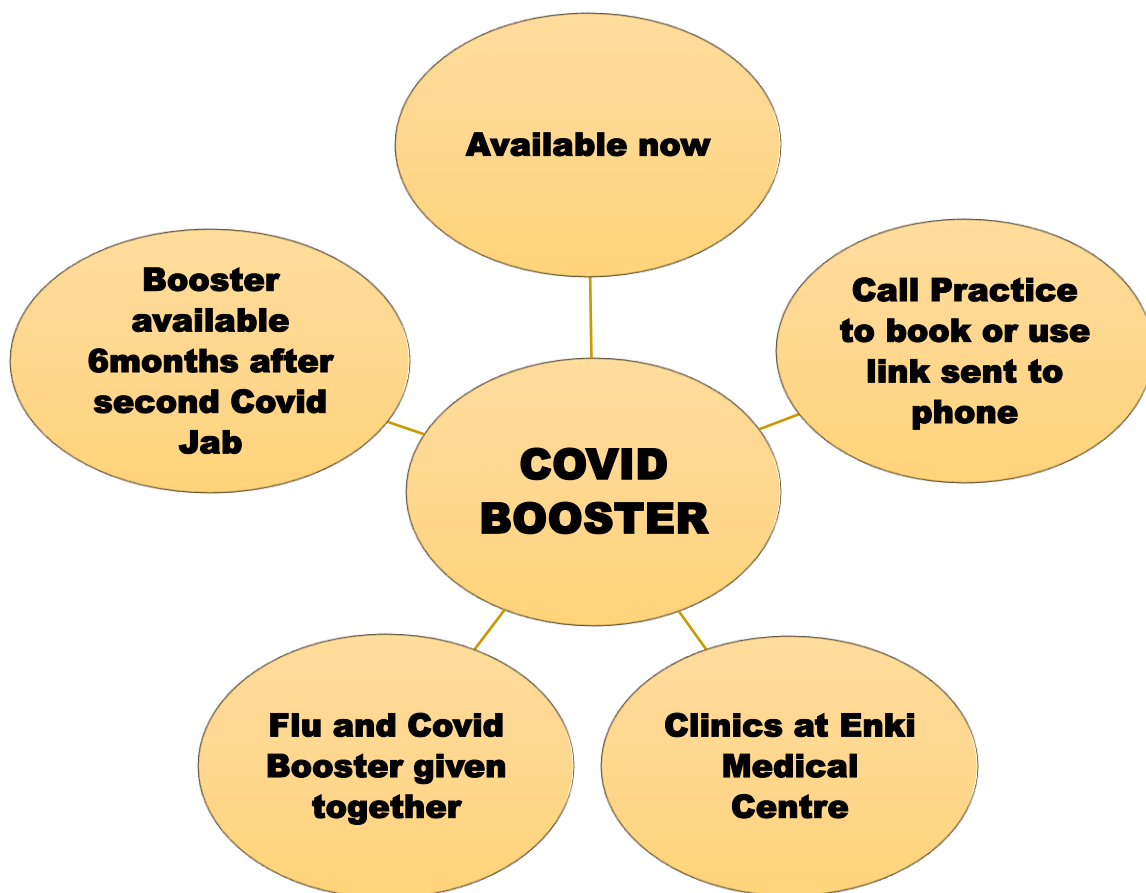 Available now
Call Practice
to book or use
link sent to
phone
Clinics at Enki
Medical
Centre
Flu and Covid
Booster given
together
Booster
available
6months after
second Covid
Jab
COVID
BOOSTER